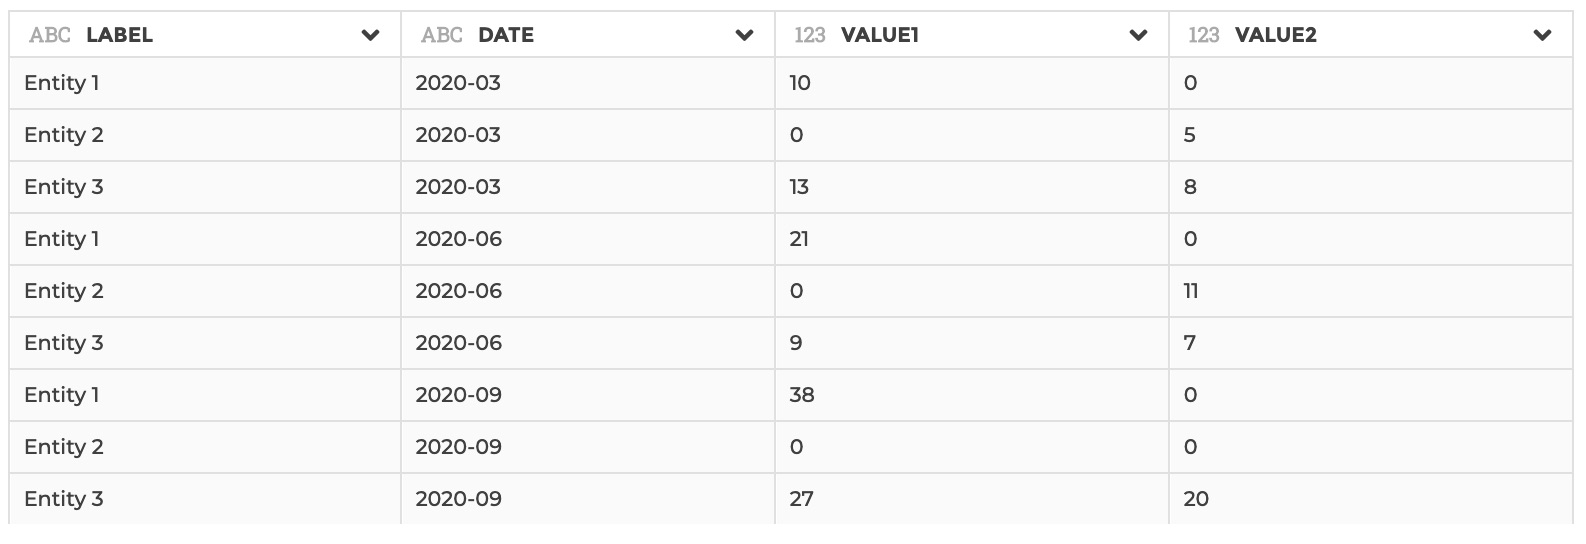 ABC LABEL ABC DATE 123 VALUE1 123 VALUE2
Entity 1 2020-03 10 0
Entity 2 2020-03 0 5
Entity 3 2020-03 13 8
Entity 1 2020-06 21 0
Entity 2 2020-06 0 11
Entity 3 2020-06 9 7
Entity 1 2020-09 38 0
Entity 2 2020-09 0 0
Entity 3 2020-09 27 20